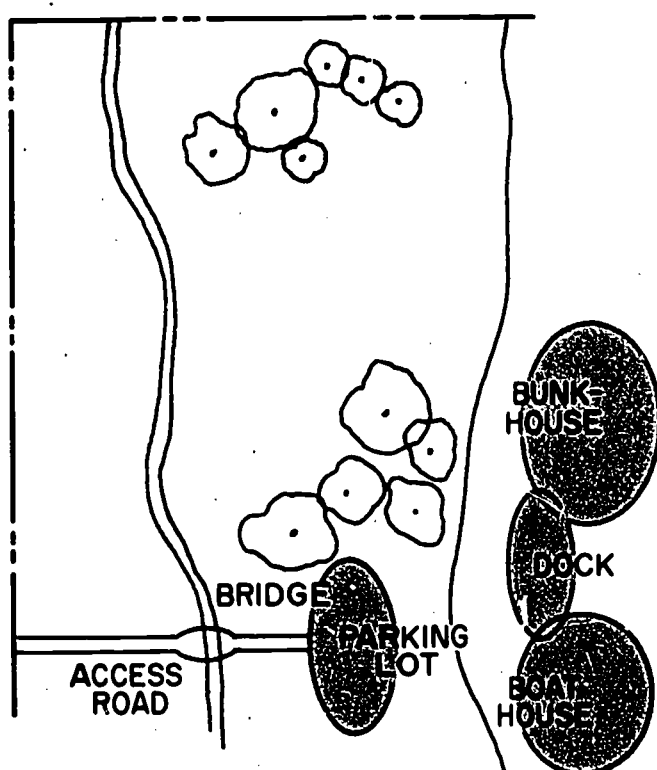 BUNK-
HOUSE
DOCK
BRIDGE
PARKING
LOT
ACCESS
ROAD
BOAT-
HOUSE